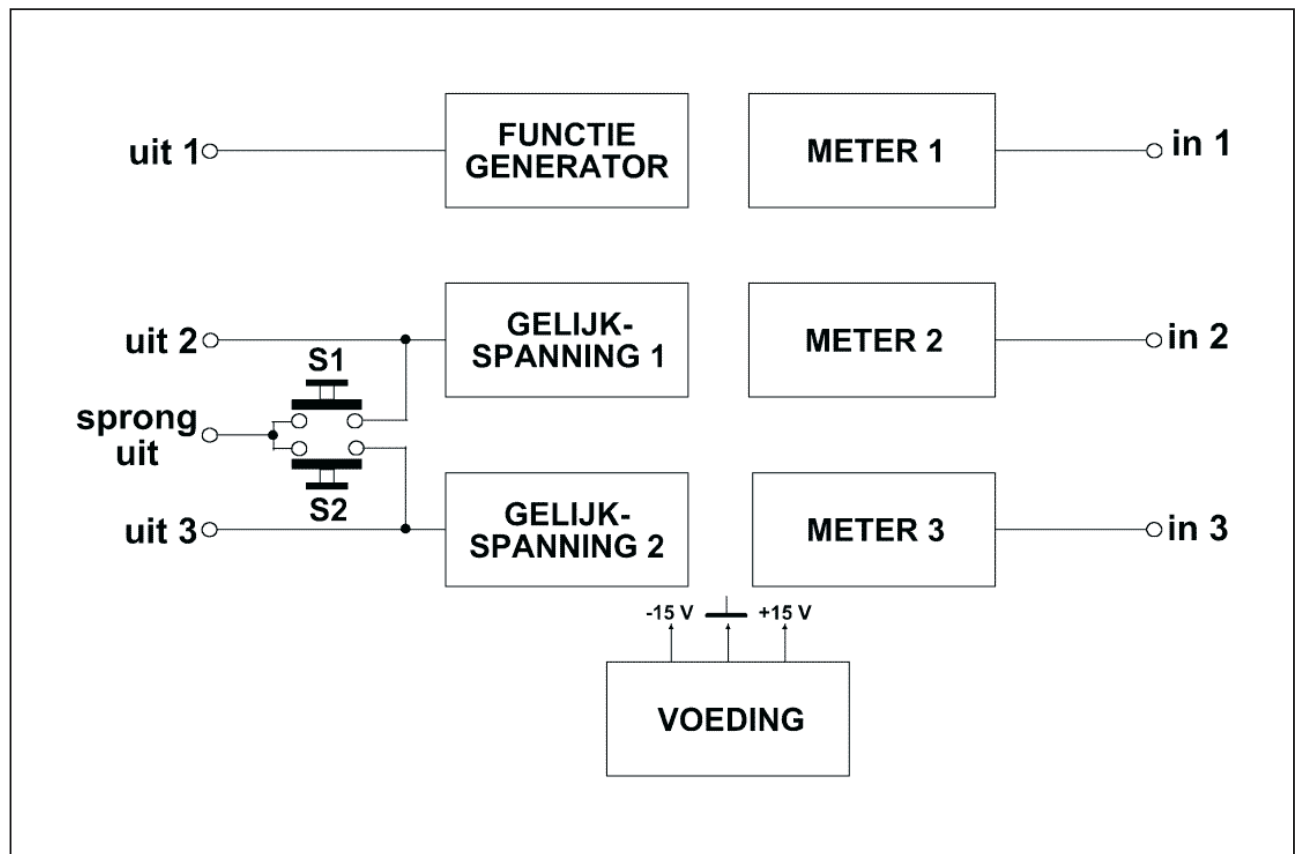 uit 1
FUNCTIE
GENERATOR
METER 1
in 1
uit 2
S1
GELIJK-
SPANNING 1
METER 2
in 2
sprong
uit
uit 3
S2
GELIJK-
SPANNING 2
METER 3
in 3
-15 V
+15 V
VOEDING